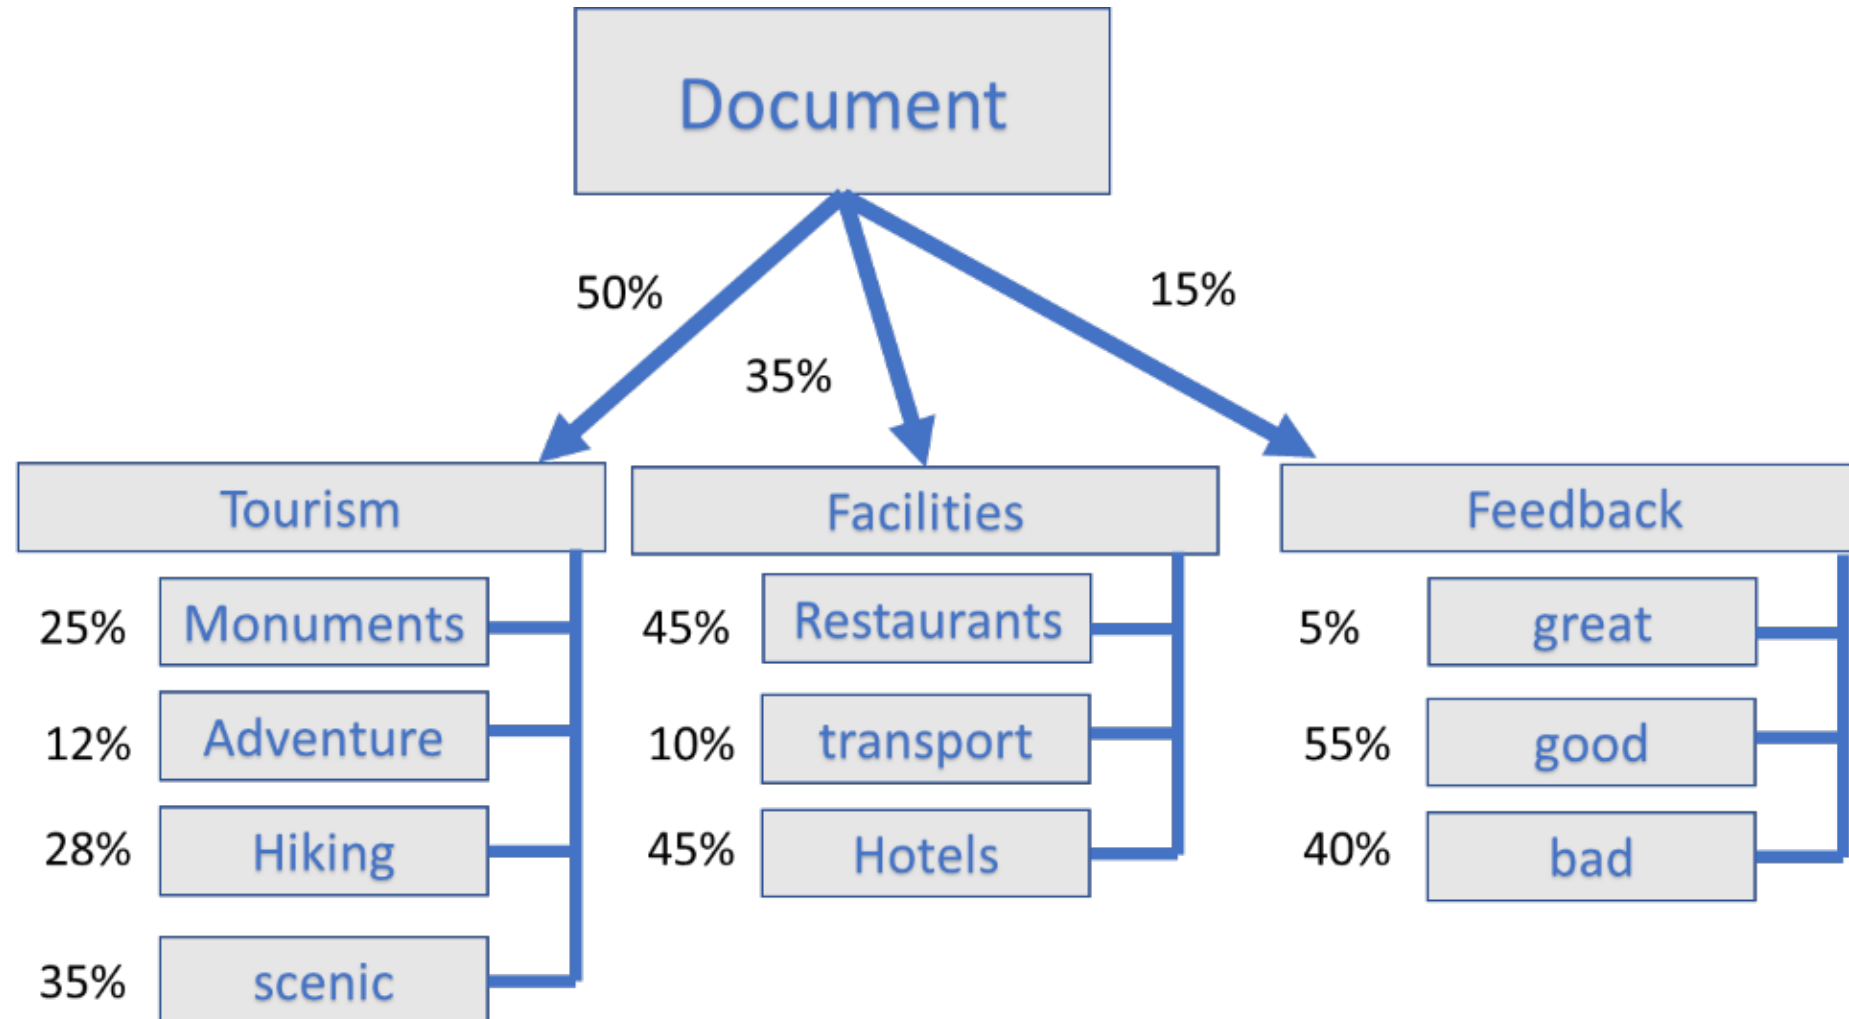 Document
50%
35%
15%
Tourism
25% Monuments
12% Adventure
28% Hiking
35% scenic
Facilities
45% Restaurants
10% transport
45% Hotels
Feedback
5% great
55% good
40% bad